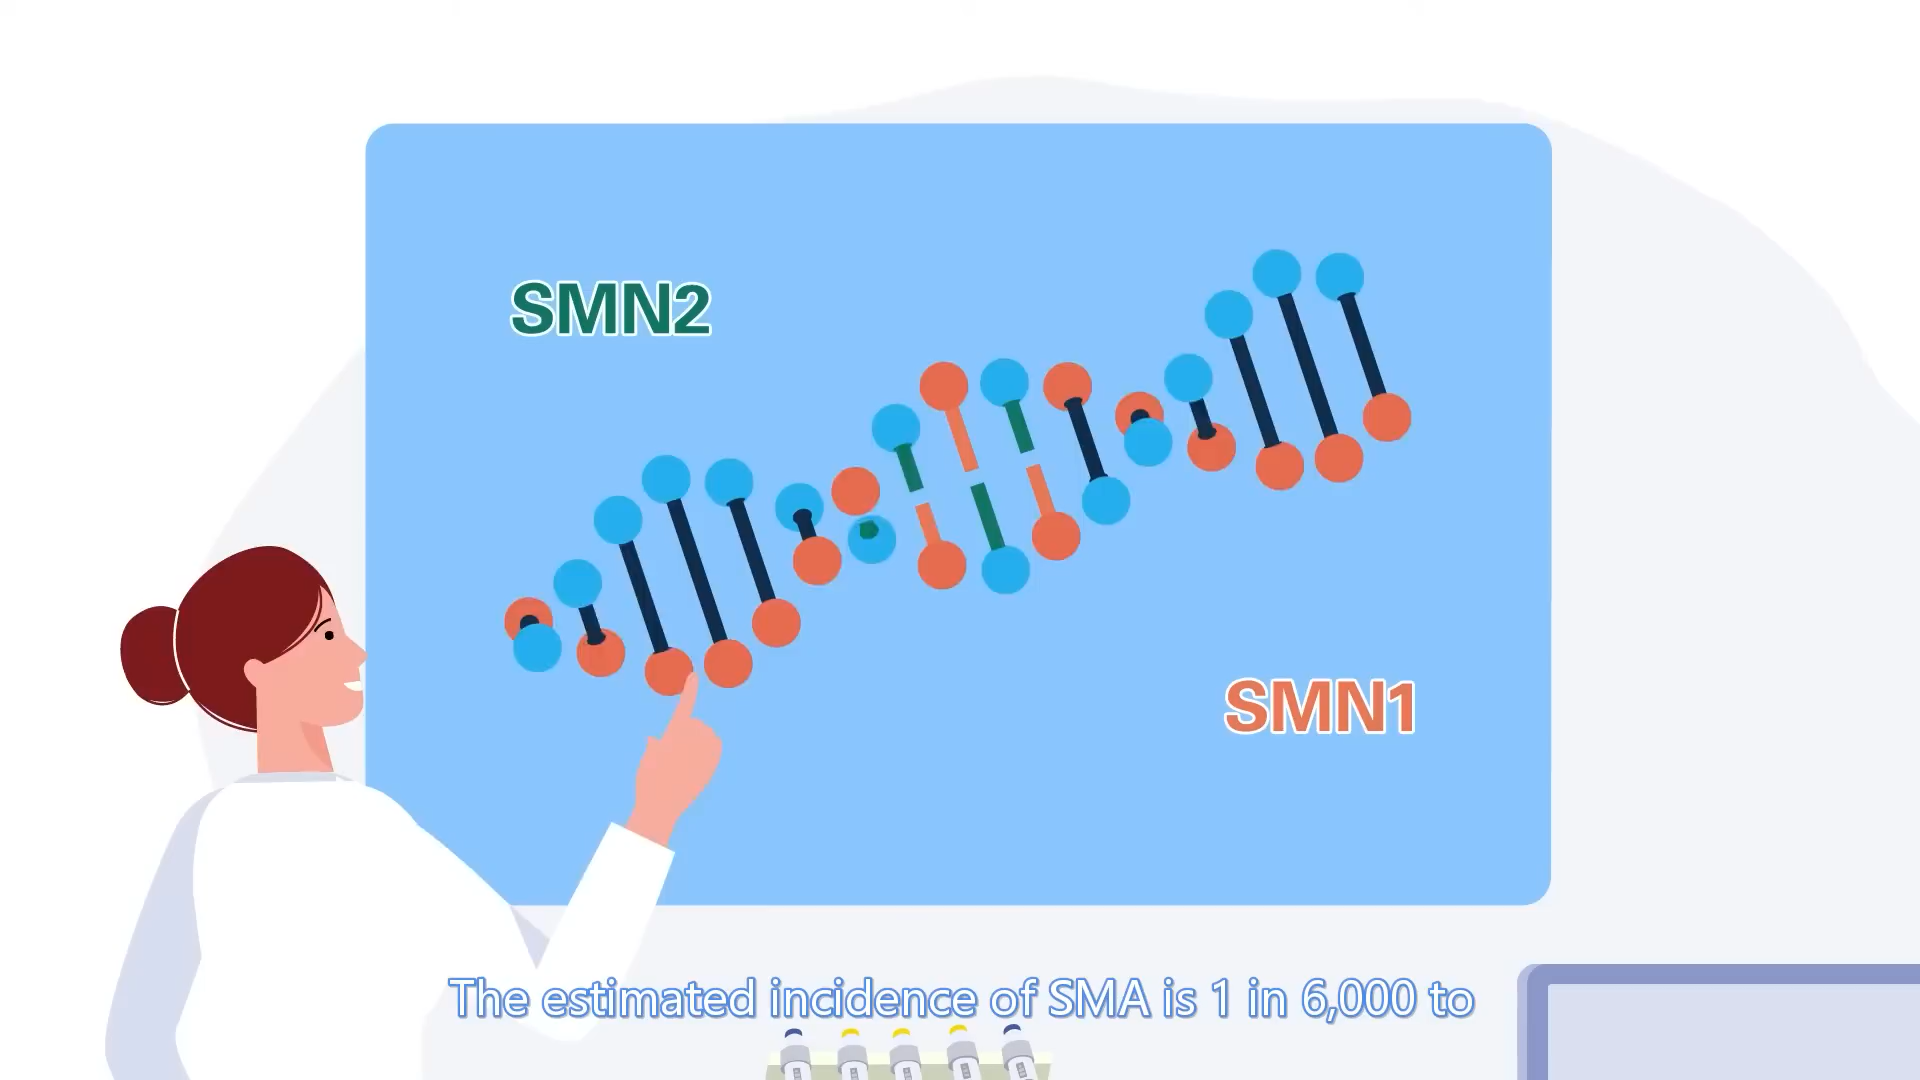 SMN2
SMN1
The estimated incidence of SMA is 1 in 6,000 to